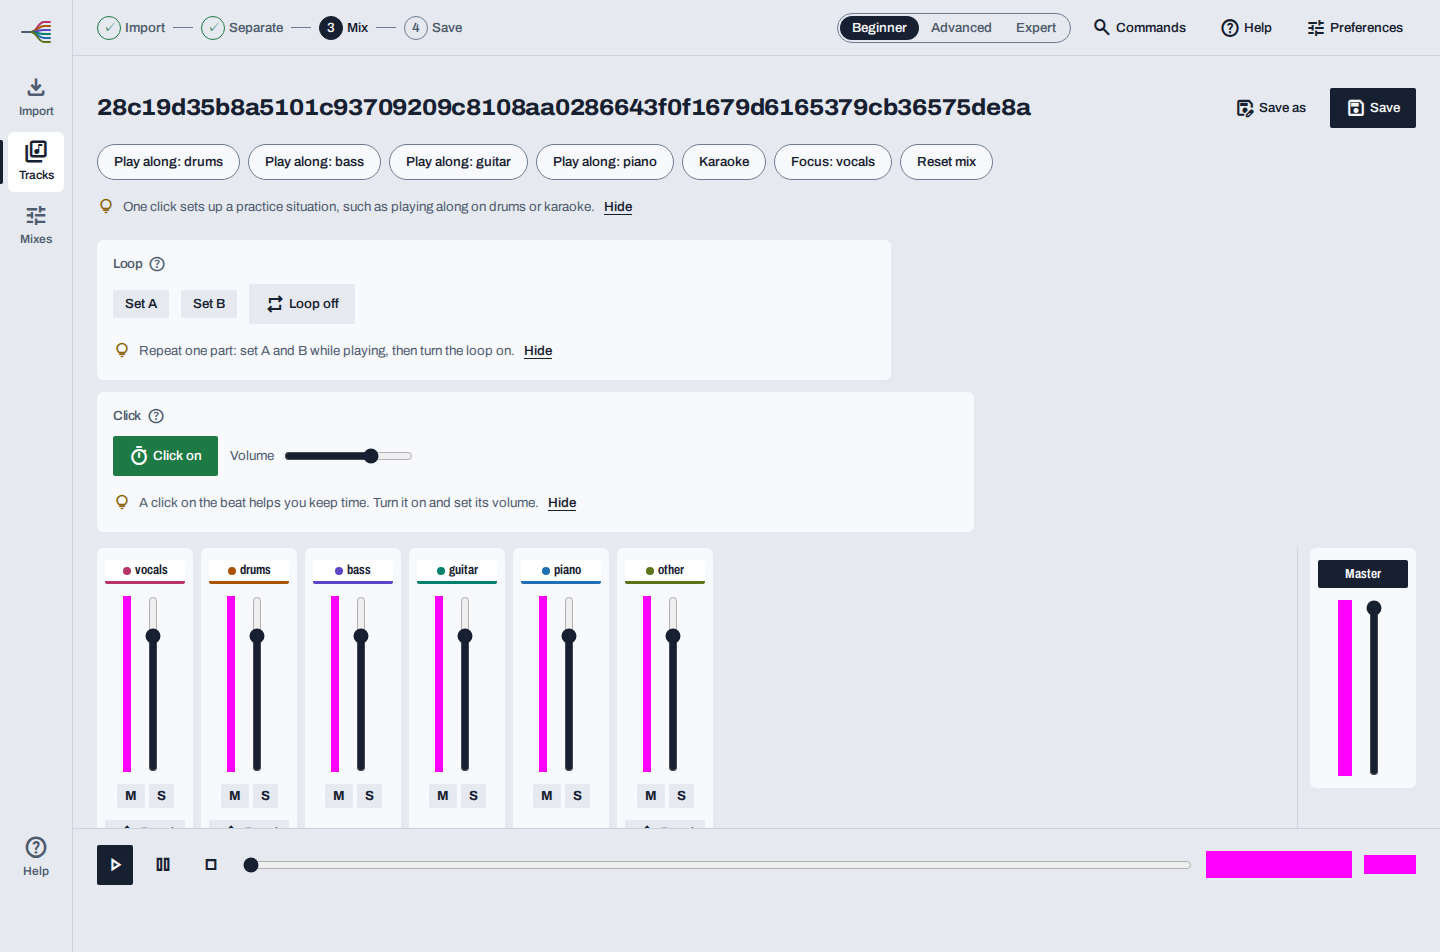 Import
Separate
3 Mix
4 Save
Beginner
Advanced
Expert
Commands
Help
Preferences
Import
Tracks
Mixes
Help
28c19d35b8a5101c93709209c8108aa0286643f0f1679d6165379cb36575de8a
Save as
Save
Play along: drums
Play along: bass
Play along: guitar
Play along: piano
Karaoke
Focus: vocals
Reset mix
One click sets up a practice situation, such as playing along on drums or karaoke. Hide
Loop
Set A
Set B
Loop off
Repeat one part: set A and B while playing, then turn the loop on. Hide
Click
Click on
Volume
A click on the beat helps you keep time. Turn it on and set its volume. Hide
vocals
drums
bass
guitar
piano
other
Master
M S
M S
M S
M S
M S
M S